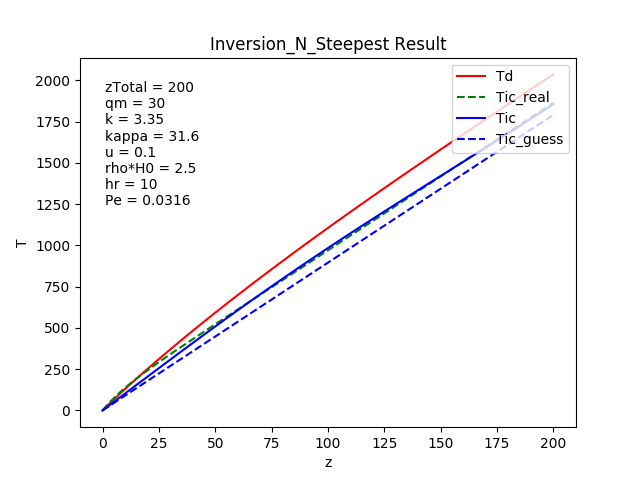 Inversion_N_Steepest Result
zTotal = 200
qm = 30
k = 3.35
kappa = 31.6
u = 0.1
rho*H0 = 2.5
hr = 10
Pe = 0.0316
Td
Tic_real
Tic
Tic_guess
T
2000
1750
1500
1250
1000
750
500
250
0
0 25 50 75 100 125 150 175 200
z